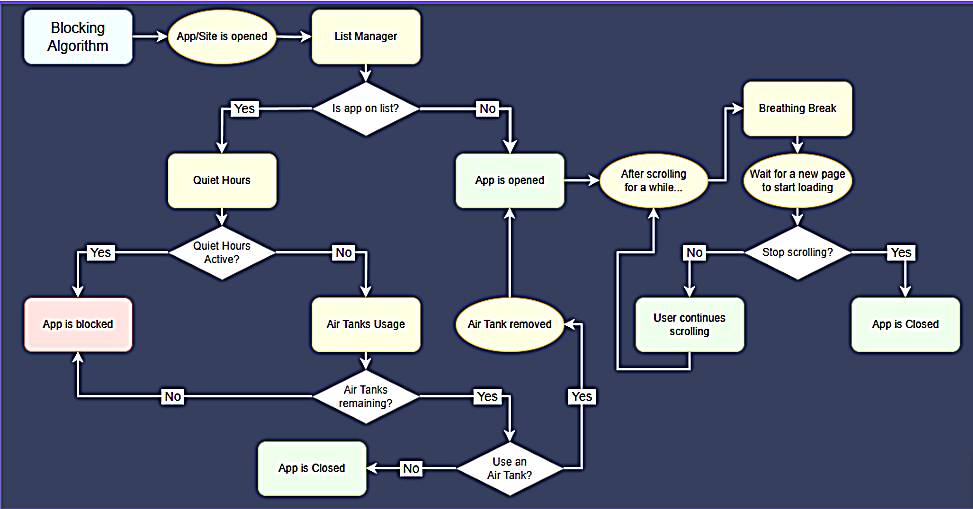 Blocking
Algorithm
App/Site is opened
List Manager
Is app on list?
Yes
No
Breathing Break
Quiet Hours
App is opened
After scrolling
for a while...
Wait for a new page
to start loading
Quiet Hours
Active?
Yes
No
Stop scrolling?
No
Yes
App is blocked
Air Tanks Usage
Air Tank removed
User continues
scrolling
App is Closed
Air Tanks
remaining?
No
Yes
Yes
Use an
Air Tank?
No
App is Closed